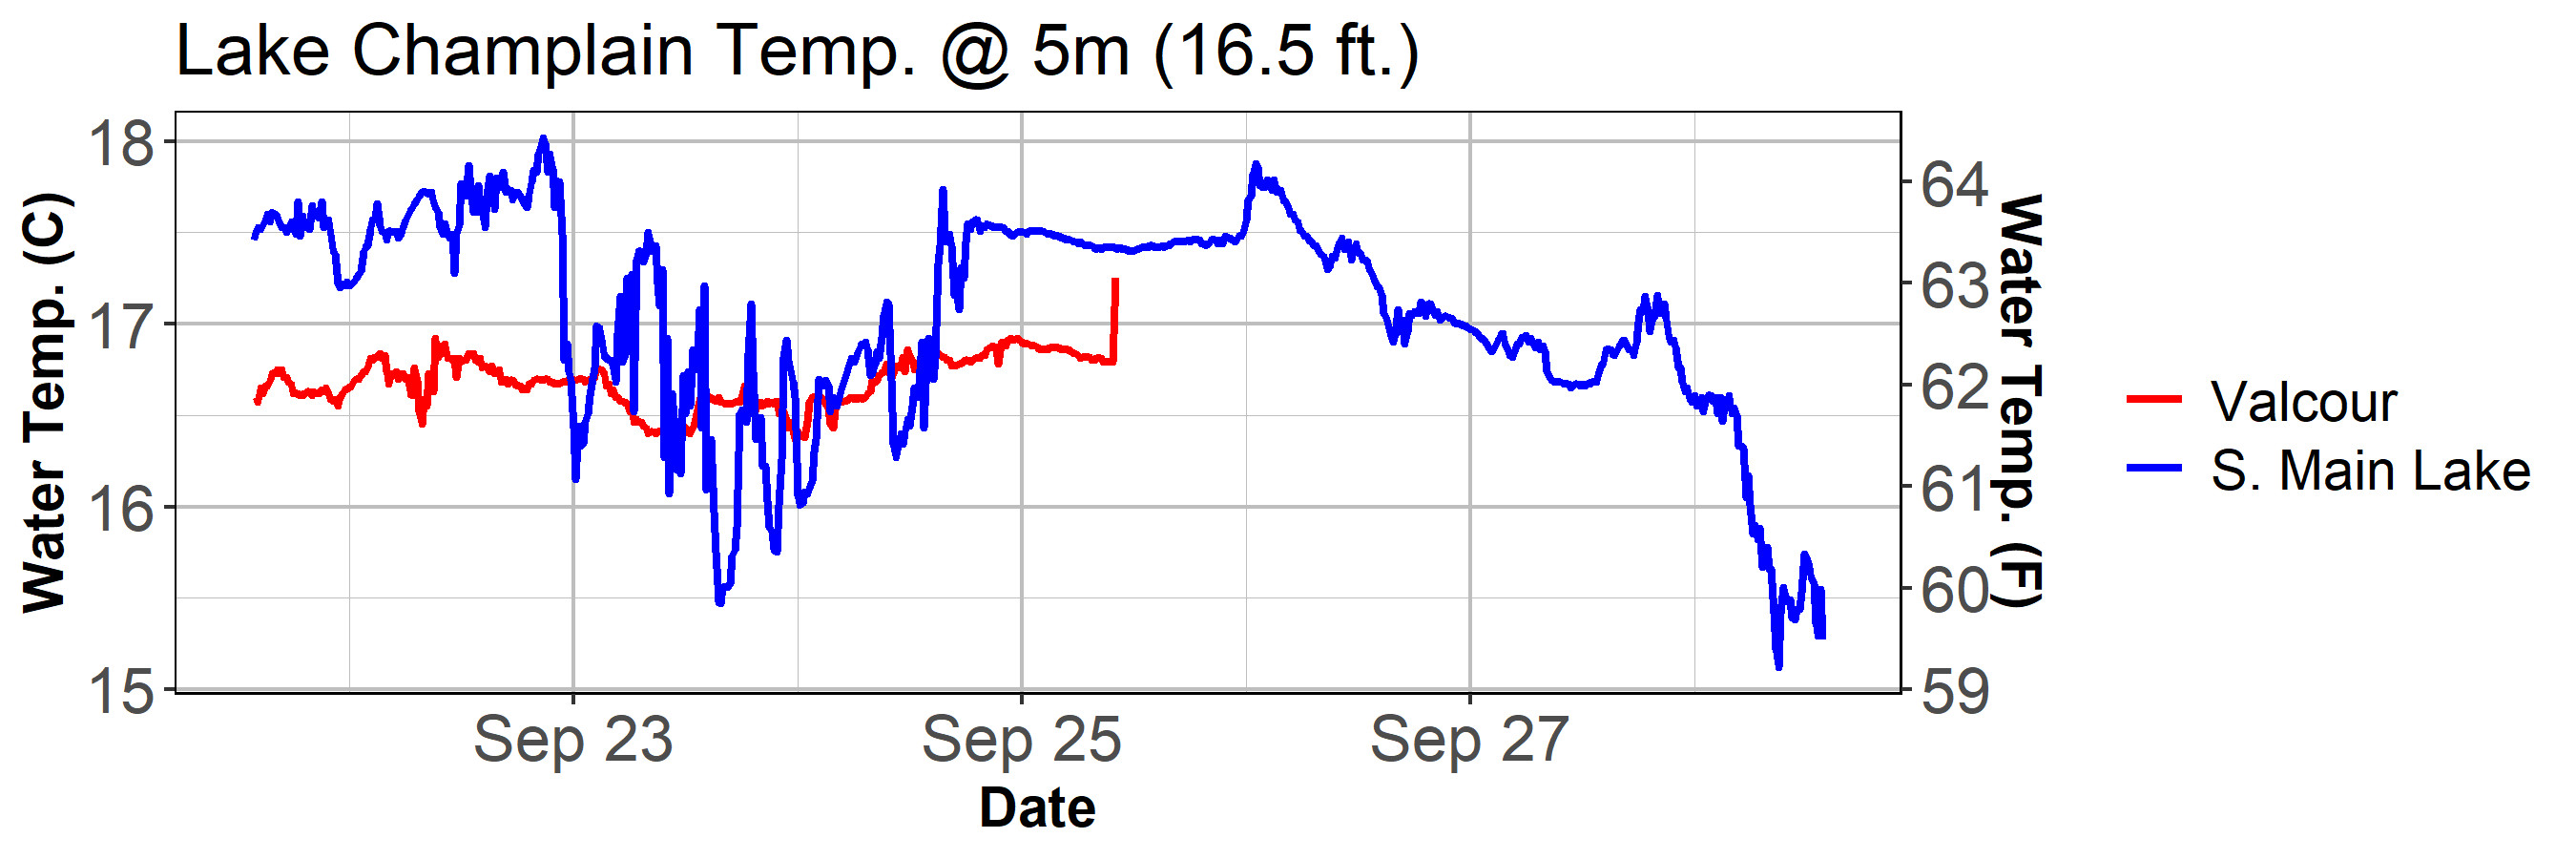 Lake Champlain Temp. @ 5m (16.5 ft.)
Water Temp. (C)
18
17
16
15
64
63
62
61
60
59
Water Temp. (F)
Sep 23
Sep 25
Sep 27
Date
Valcour
S. Main Lake